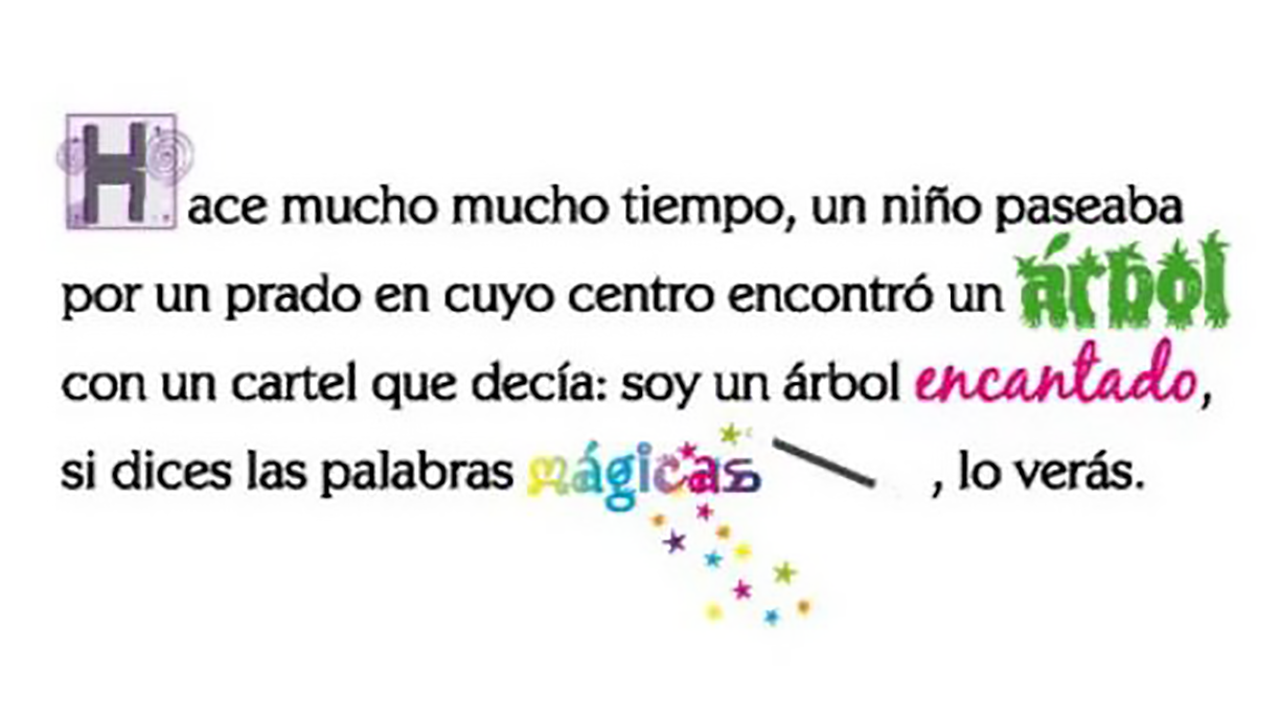 Hace mucho mucho tiempo, un niño paseaba
por un prado en cuyo centro encontró un árbol
con un cartel que decía: soy un árbol encantado,
si dices las palabras mágicas , lo verás.